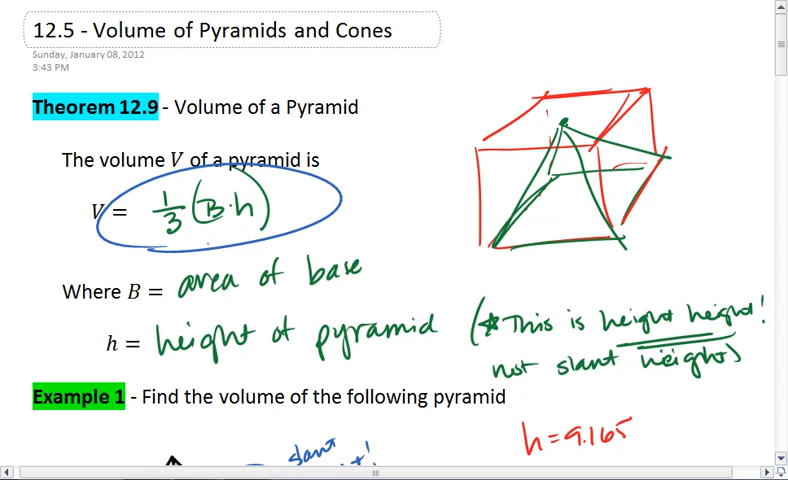 12.5 - Volume of Pyramids and Cones
Sunday, January 08, 2012
3:43 PM
Theorem 12.9 - Volume of a Pyramid
The volume V of a pyramid is
V = 1/3 (B·h)
Where B = area of base
h = height of pyramid
(* This is height height!
not slant height)
Example 1 - Find the volume of the following pyramid
h = 9.165
slant